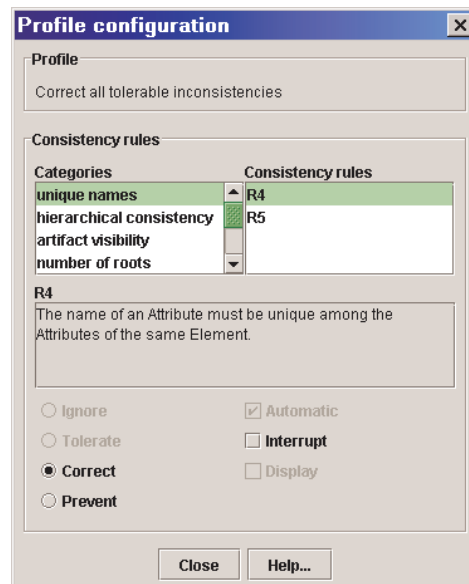 Profile configuration
Profile
Correct all tolerable inconsistencies
Consistency rules
Categories Consistency rules
unique names R4
hierarchical consistency R5
artifact visibility
number of roots
R4
The name of an Attribute must be unique among the
Attributes of the same Element.
Ignore Automatic
Tolerate Interrupt
Correct Display
Prevent
Close Help...